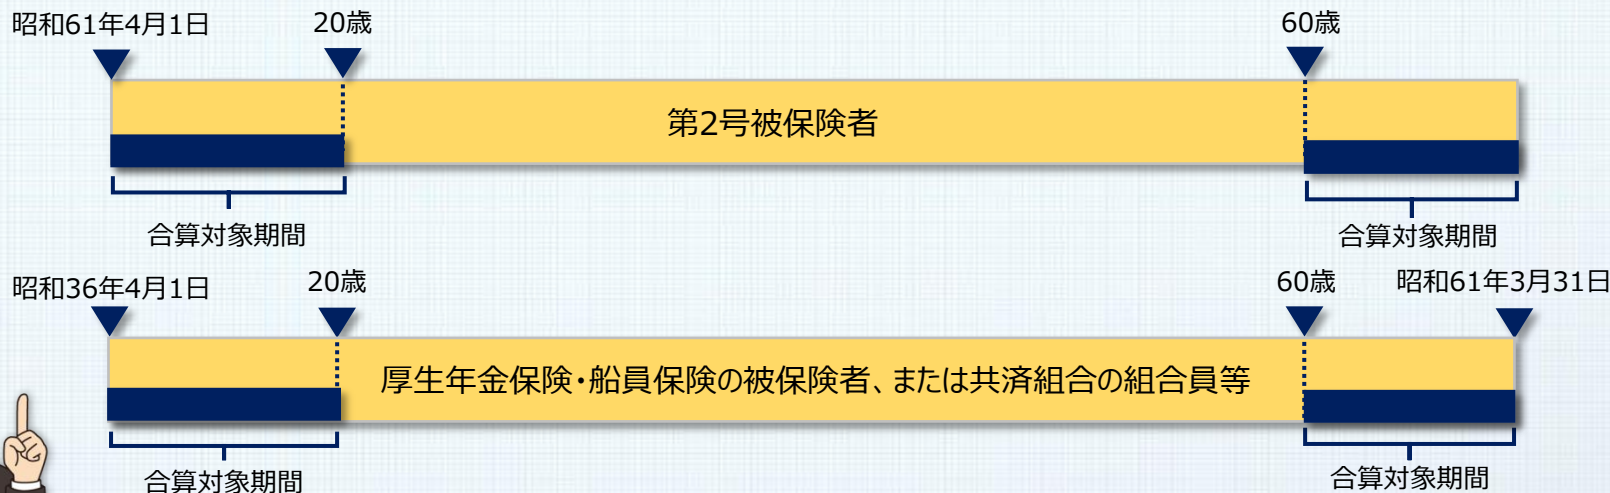 昭和61年4月1日
20歳
60歳
第2号被保険者
合算対象期間
合算対象期間
昭和36年4月1日
20歳
60歳
昭和61年3月31日
厚生年金保険・船員保険の被保険者、または共済組合の組合員等
合算対象期間
合算対象期間